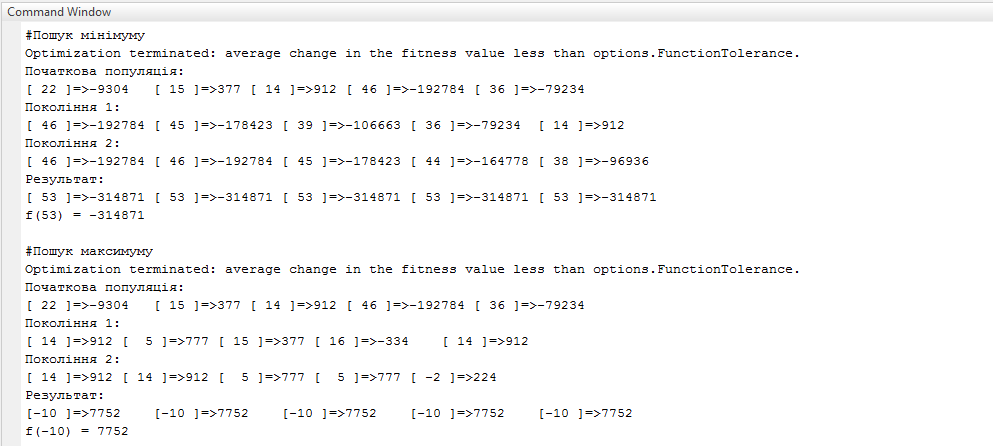 Command Window
#Пошук мінімуму
Optimization terminated: average change in the fitness value less than options.FunctionTolerance.
Початкова популяція:
[ 22 ]=>-9304   [ 15 ]=>377 [ 14 ]=>912 [ 46 ]=>-192784 [ 36 ]=>-79234
Покоління 1:
[ 46 ]=>-192784 [ 45 ]=>-178423 [ 39 ]=>-106663 [ 36 ]=>-79234  [ 14 ]=>912
Покоління 2:
[ 46 ]=>-192784 [ 46 ]=>-192784 [ 45 ]=>-178423 [ 44 ]=>-164778 [ 38 ]=>-96936
Результат:
[ 53 ]=>-314871 [ 53 ]=>-314871 [ 53 ]=>-314871 [ 53 ]=>-314871 [ 53 ]=>-314871
f(53) = -314871
#Пошук максимуму
Optimization terminated: average change in the fitness value less than options.FunctionTolerance.
Початкова популяція:
[ 22 ]=>-9304   [ 15 ]=>377 [ 14 ]=>912 [ 46 ]=>-192784 [ 36 ]=>-79234
Покоління 1:
[ 14 ]=>912 [  5 ]=>777 [ 15 ]=>377 [ 16 ]=>-334    [ 14 ]=>912
Покоління 2:
[ 14 ]=>912 [ 14 ]=>912 [  5 ]=>777 [  5 ]=>777 [ -2 ]=>224
Результат:
[-10 ]=>7752    [-10 ]=>7752    [-10 ]=>7752    [-10 ]=>7752    [-10 ]=>7752
f(-10) = 7752